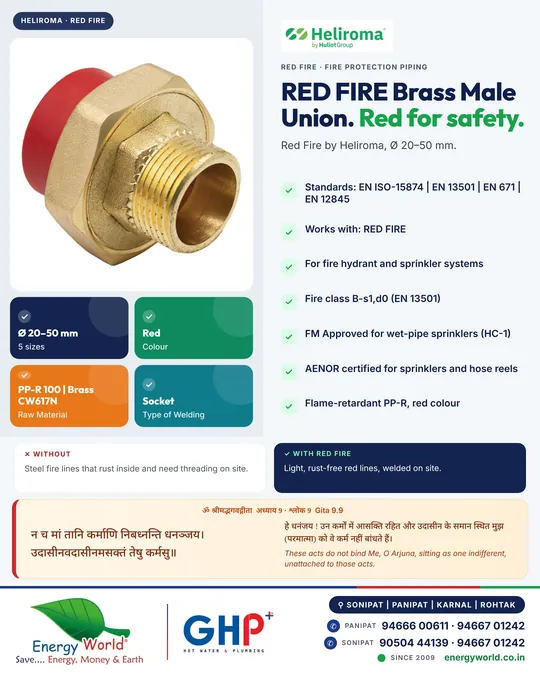 HELIROMA · RED FIRE
Heliroma®
by HuliotGroup
RED FIRE · FIRE PROTECTION PIPING
RED FIRE Brass Male
Union. Red for safety.
Red Fire by Heliroma, Ø 20–50 mm.
Standards: EN ISO-15874 | EN 13501 | EN 671 |
EN 12845
Works with: RED FIRE
For fire hydrant and sprinkler systems
Fire class B-s1,d0 (EN 13501)
FM Approved for wet-pipe sprinklers (HC-1)
AENOR certified for sprinklers and hose reels
Flame-retardant PP-R, red colour
Ø 20–50 mm
5 sizes
Red
Colour
PP-R 100 | Brass
CW617N
Raw Material
Socket
Type of Welding
✕ WITHOUT
Steel fire lines that rust inside and need threading on site.
✓ WITH RED FIRE
Light, rust-free red lines, welded on site.
ॐ श्रीमद्भगवद्गीता अध्याय 9 · श्लोक 9 Gita 9.9
न च मां तानि कर्माणि निबध्नन्ति धनञ्जय।
उदासीनवदासीनमसक्तं तेषु कर्मसु॥
हे धनंजय ! उन कर्मों में आसक्ति रहित और उदासीन के समान स्थित मुझ
(परमात्मा) को वे कर्म नहीं बांधते हैं।
These acts do not bind Me, O Arjuna, sitting as one indifferent,
unattached to those acts.
Energy World®
Save.... Energy, Money & Earth
GHP+
HOT WATER & PLUMBING
SONIPAT | PANIPAT | KARNAL | ROHTAK
PANIPAT 94666 00611 · 94667 01242
SONIPAT 90504 44139 · 94667 01242
SINCE 2009 energyworld.co.in